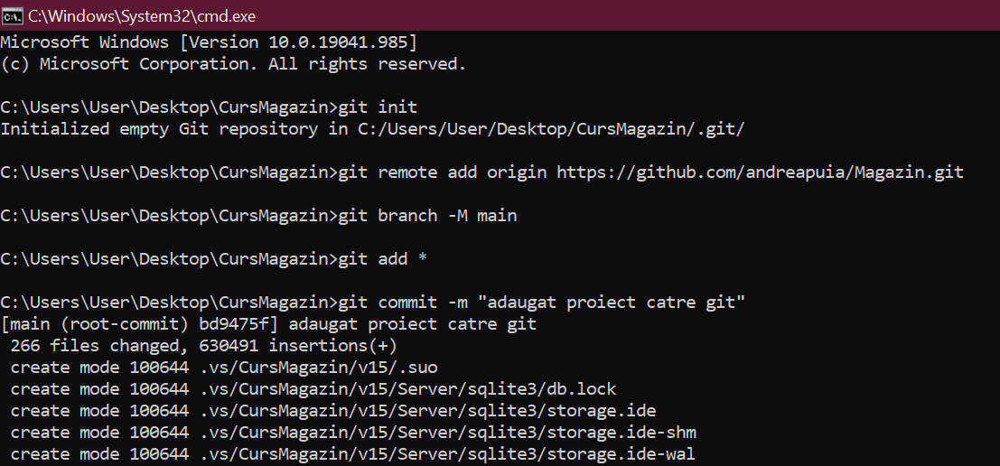 C:\Windows\System32\cmd.exe
Microsoft Windows [Version 10.0.19041.985]
(c) Microsoft Corporation. All rights reserved.
C:\Users\User\Desktop\CursMagazin>git init
Initialized empty Git repository in C:/Users/User/Desktop/CursMagazin/.git/
C:\Users\User\Desktop\CursMagazin>git remote add origin https://github.com/andreapuia/Magazin.git
C:\Users\User\Desktop\CursMagazin>git branch -M main
C:\Users\User\Desktop\CursMagazin>git add *
C:\Users\User\Desktop\CursMagazin>git commit -m "adaugat proiect catre git"
[main (root-commit) bd9475f] adaugat proiect catre git
 266 files changed, 630491 insertions(+)
 create mode 100644 .vs/CursMagazin/v15/.suo
 create mode 100644 .vs/CursMagazin/v15/Server/sqlite3/db.lock
 create mode 100644 .vs/CursMagazin/v15/Server/sqlite3/storage.ide
 create mode 100644 .vs/CursMagazin/v15/Server/sqlite3/storage.ide-shm
 create mode 100644 .vs/CursMagazin/v15/Server/sqlite3/storage.ide-wal